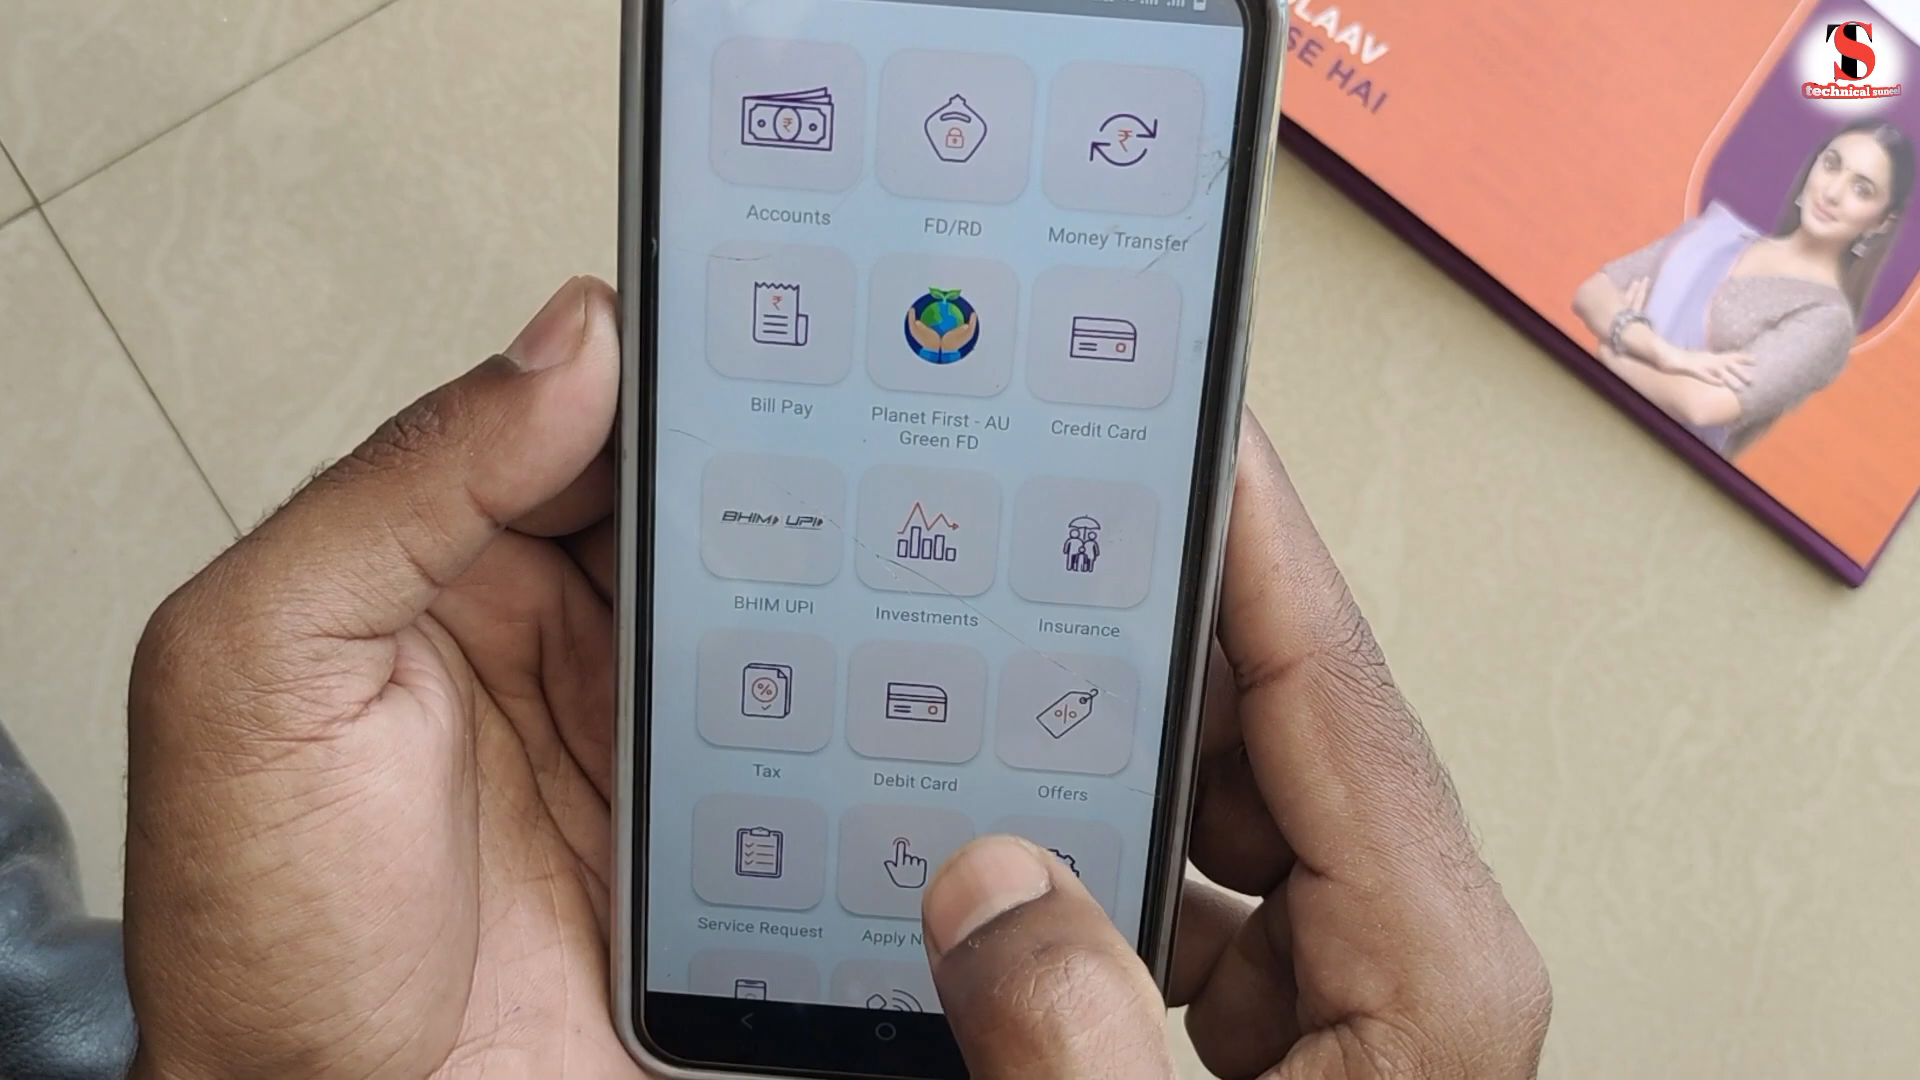 LAAV
SE HAI
S
technical suneel
Accounts
FD/RD
Money Transfer
Bill Pay
Planet First - AU
Green FD
Credit Card
BHIM UPI
BHIM UPI
Investments
Insurance
Tax
Debit Card
Offers
Service Request
Apply